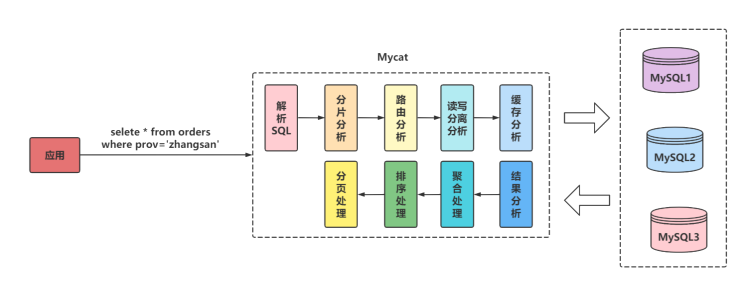 Mycat
MySQL1
解析SQL
分片分析
路由分析
读写分离分析
缓存分析
selete * from orders
where prov='zhangsan'
应用
MySQL2
分页处理
排序处理
聚合处理
结果分析
MySQL3